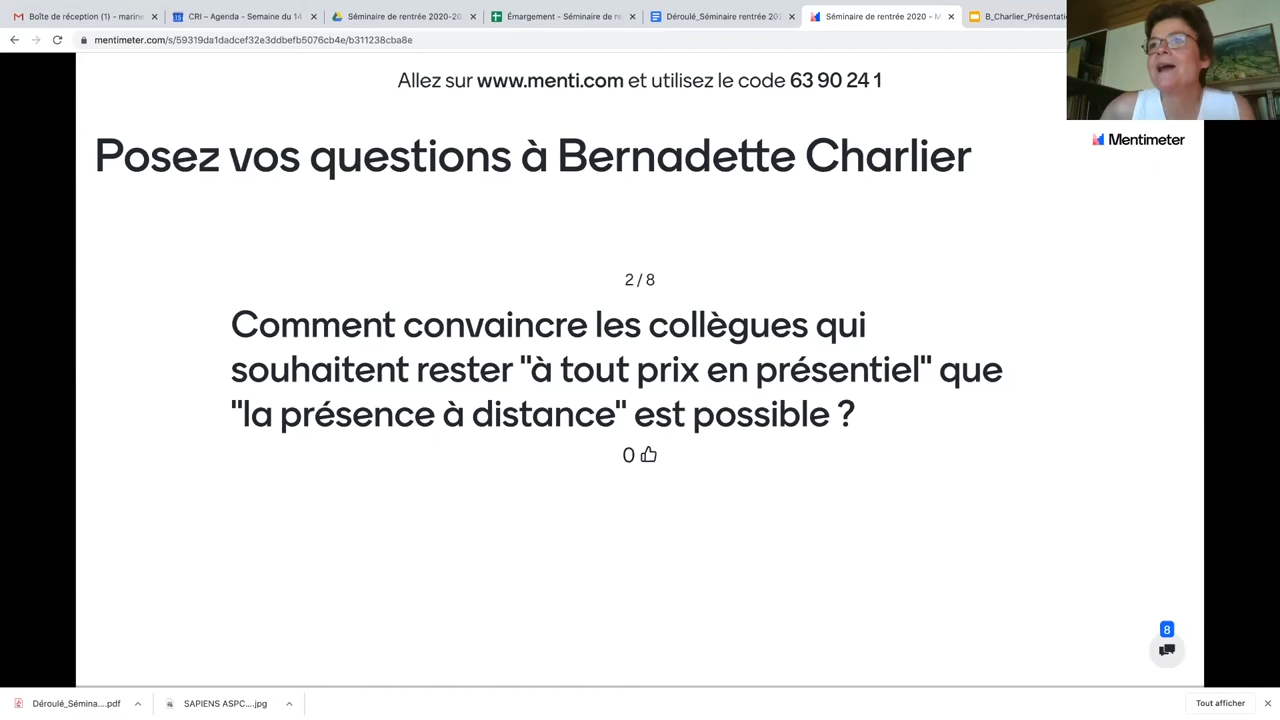 Boîte de réception (1) - marine
CRI – Agenda - Semaine du 14
Séminaire de rentrée 2020-20
Émargement - Séminaire de re
Déroulé_Séminaire rentrée 202
Séminaire de rentrée 2020 - M
B_Charlier_Présentatio
mentimeter.com/s/59319da1dadcef32e3ddbefb5076cb4e/b311238cba8e
Allez sur www.menti.com et utilisez le code 63 90 24 1
Mentimeter
Posez vos questions à Bernadette Charlier
2 / 8
Comment convaincre les collègues qui
souhaitent rester "à tout prix en présentiel" que
"la présence à distance" est possible ?
0
8
Déroulé_Sémina....pdf
SAPIENS ASPC....jpg
Tout afficher